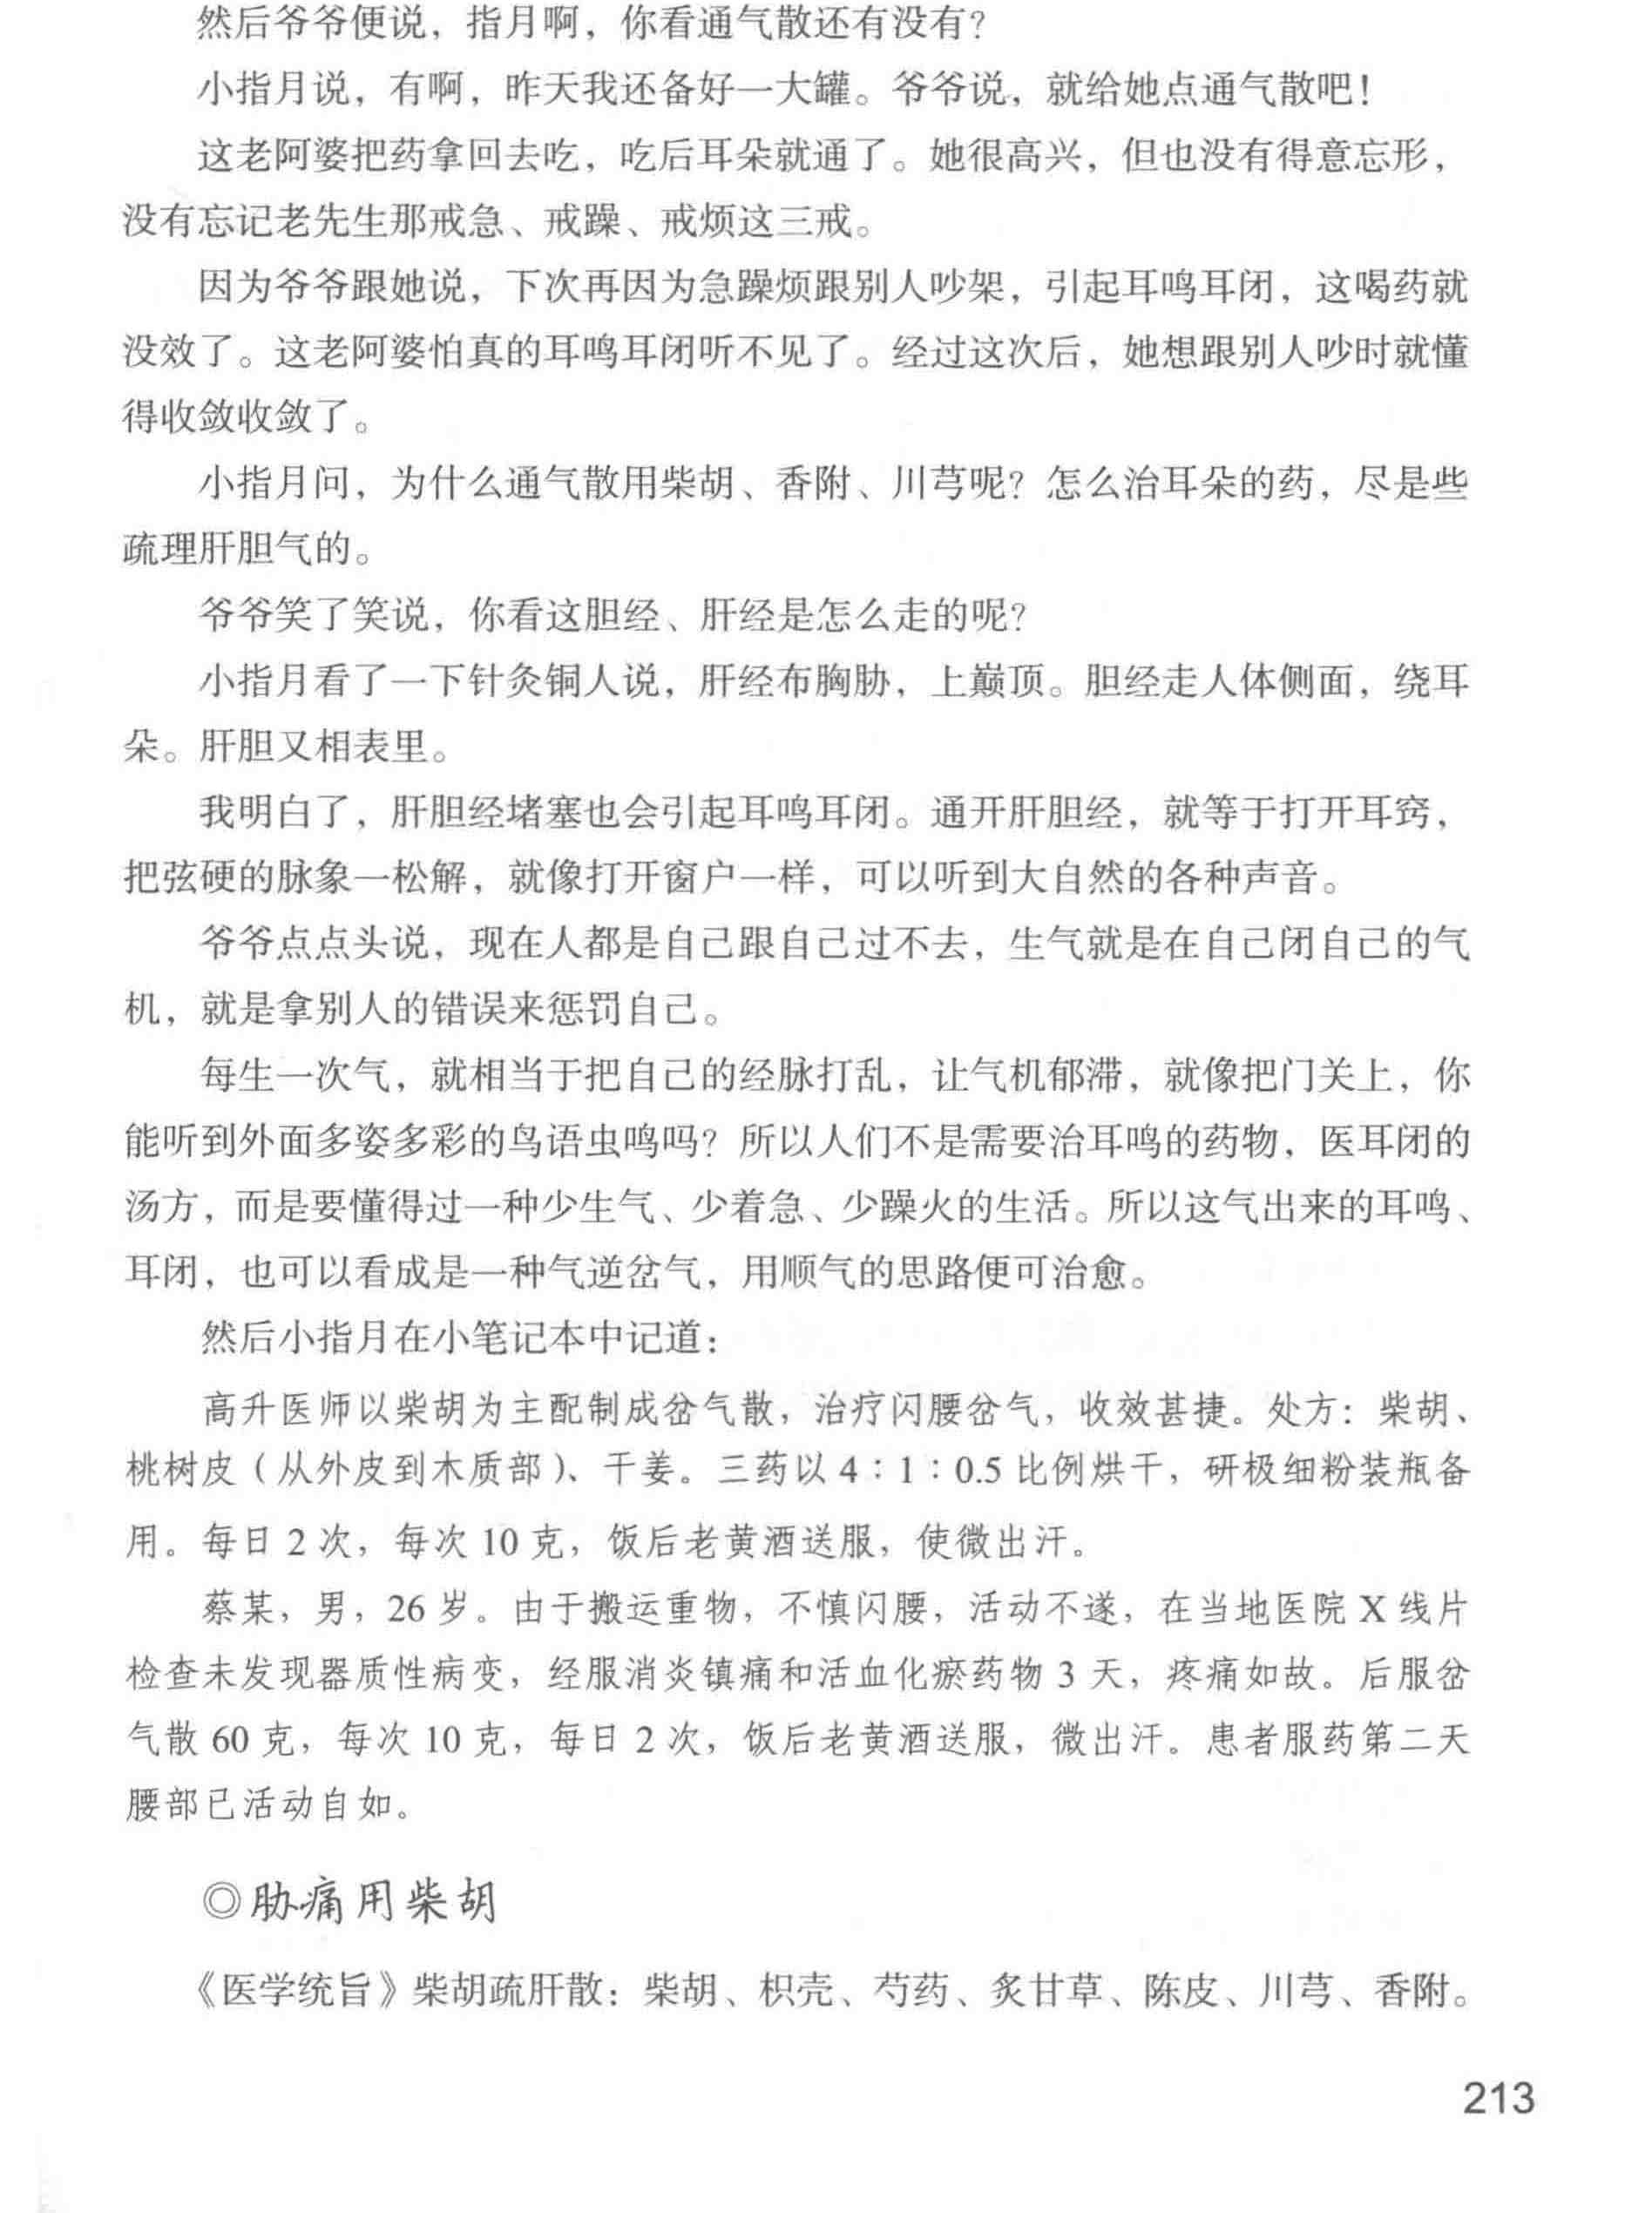 然后爷爷便说，指月啊，你看通气散还有没有？
小指月说，有啊，昨天我还备好一大罐。爷爷说，就给她点通气散吧！
这老阿婆把药拿回去吃，吃后耳朵就通了。她很高兴，但也没有得意忘形，
没有忘记老先生那戒急、戒躁、戒烦这三戒。
因为爷爷跟她说，下次再因为急躁烦跟别人吵架，引起耳鸣耳闭，这喝药就
没效了。这老阿婆怕真的耳鸣耳闭听不见了。经过这次后，她想跟别人吵时就懂
得收敛收敛了。
小指月问，为什么通气散用柴胡、香附、川芎呢？怎么治耳朵的药，尽是些
疏理肝胆气的。
爷爷笑了笑说，你看这胆经、肝经是怎么走的呢？
小指月看了一下针灸铜人说，肝经布胸胁，上巅顶。胆经走人体侧面，绕耳
朵。肝胆又相表里。
我明白了，肝胆经堵塞也会引起耳鸣耳闭。通开肝胆经，就等于打开耳窍，
把弦硬的脉象一松解，就像打开窗户一样，可以听到大自然的各种声音。
爷爷点点头说，现在人都是自己跟自己过不去，生气就是在自己闭自己的气
机，就是拿别人的错误来惩罚自己。
每生一次气，就相当于把自己的经脉打乱，让气机郁滞，就像把门关上，你
能听到外面多姿多彩的鸟语虫鸣吗？所以人们不是需要治耳鸣的药物，医耳闭的
汤方，而是要懂得过一种少生气、少着急、少躁火的生活。所以这气出来的耳鸣、
耳闭，也可以看成是一种气逆岔气，用顺气的思路便可治愈。
然后小指月在小笔记本中记道：
高升医师以柴胡为主配制成岔气散，治疗闪腰岔气，收效甚捷。处方：柴胡、
桃树皮（从外皮到木质部）、干姜。三药以 4∶1∶0.5 比例烘干，研极细粉装瓶备
用。每日 2 次，每次 10 克，饭后老黄酒送服，使微出汗。
蔡某，男，26 岁。由于搬运重物，不慎闪腰，活动不遂，在当地医院 X 线片
检查未发现器质性病变，经服消炎镇痛和活血化瘀药物 3 天，疼痛如故。后服岔
气散 60 克，每次 10 克，每日 2 次，饭后老黄酒送服，微出汗。患者服药第二天
腰部已活动自如。
◎胁痛用柴胡
《医学统旨》柴胡疏肝散：柴胡、枳壳、芍药、炙甘草、陈皮、川芎、香附。
213